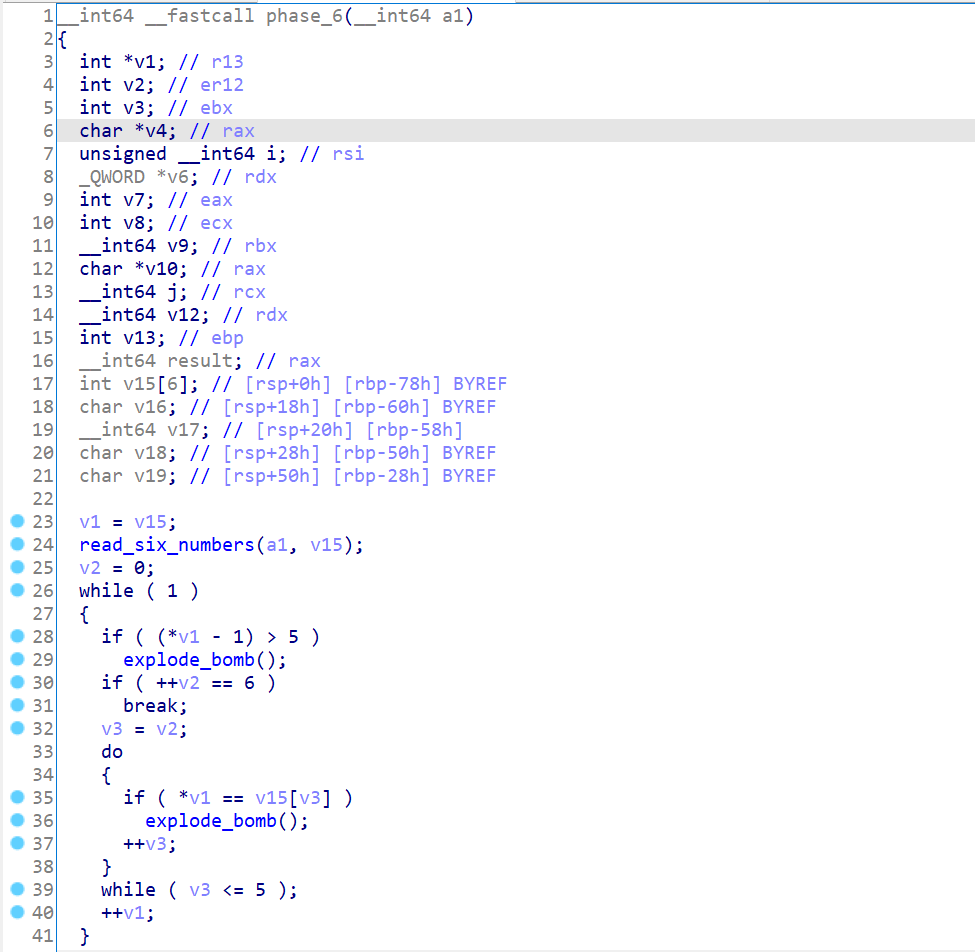 1 __int64 __fastcall phase_6(__int64 a1)
2 {
3 int *v1; // r13
4 int v2; // er12
5 int v3; // ebx
6 char *v4; // rax
7 unsigned __int64 i; // rsi
8 _QWORD *v6; // rdx
9 int v7; // eax
10 int v8; // ecx
11 __int64 v9; // rbx
12 char *v10; // rax
13 __int64 j; // rcx
14 __int64 v12; // rdx
15 int v13; // ebp
16 __int64 result; // rax
17 int v15[6]; // [rsp+0h] [rbp-78h] BYREF
18 char v16; // [rsp+18h] [rbp-60h] BYREF
19 __int64 v17; // [rsp+20h] [rbp-58h]
20 char v18; // [rsp+28h] [rbp-50h] BYREF
21 char v19; // [rsp+50h] [rbp-28h] BYREF
22
23 v1 = v15;
24 read_six_numbers(a1, v15);
25 v2 = 0;
26 while ( 1 )
27 {
28 if ( (*v1 - 1) > 5 )
29 explode_bomb();
30 if ( ++v2 == 6 )
31 break;
32 v3 = v2;
33 do
34 {
35 if ( *v1 == v15[v3] )
36 explode_bomb();
37 ++v3;
38 }
39 while ( v3 <= 5 );
40 ++v1;
41 }